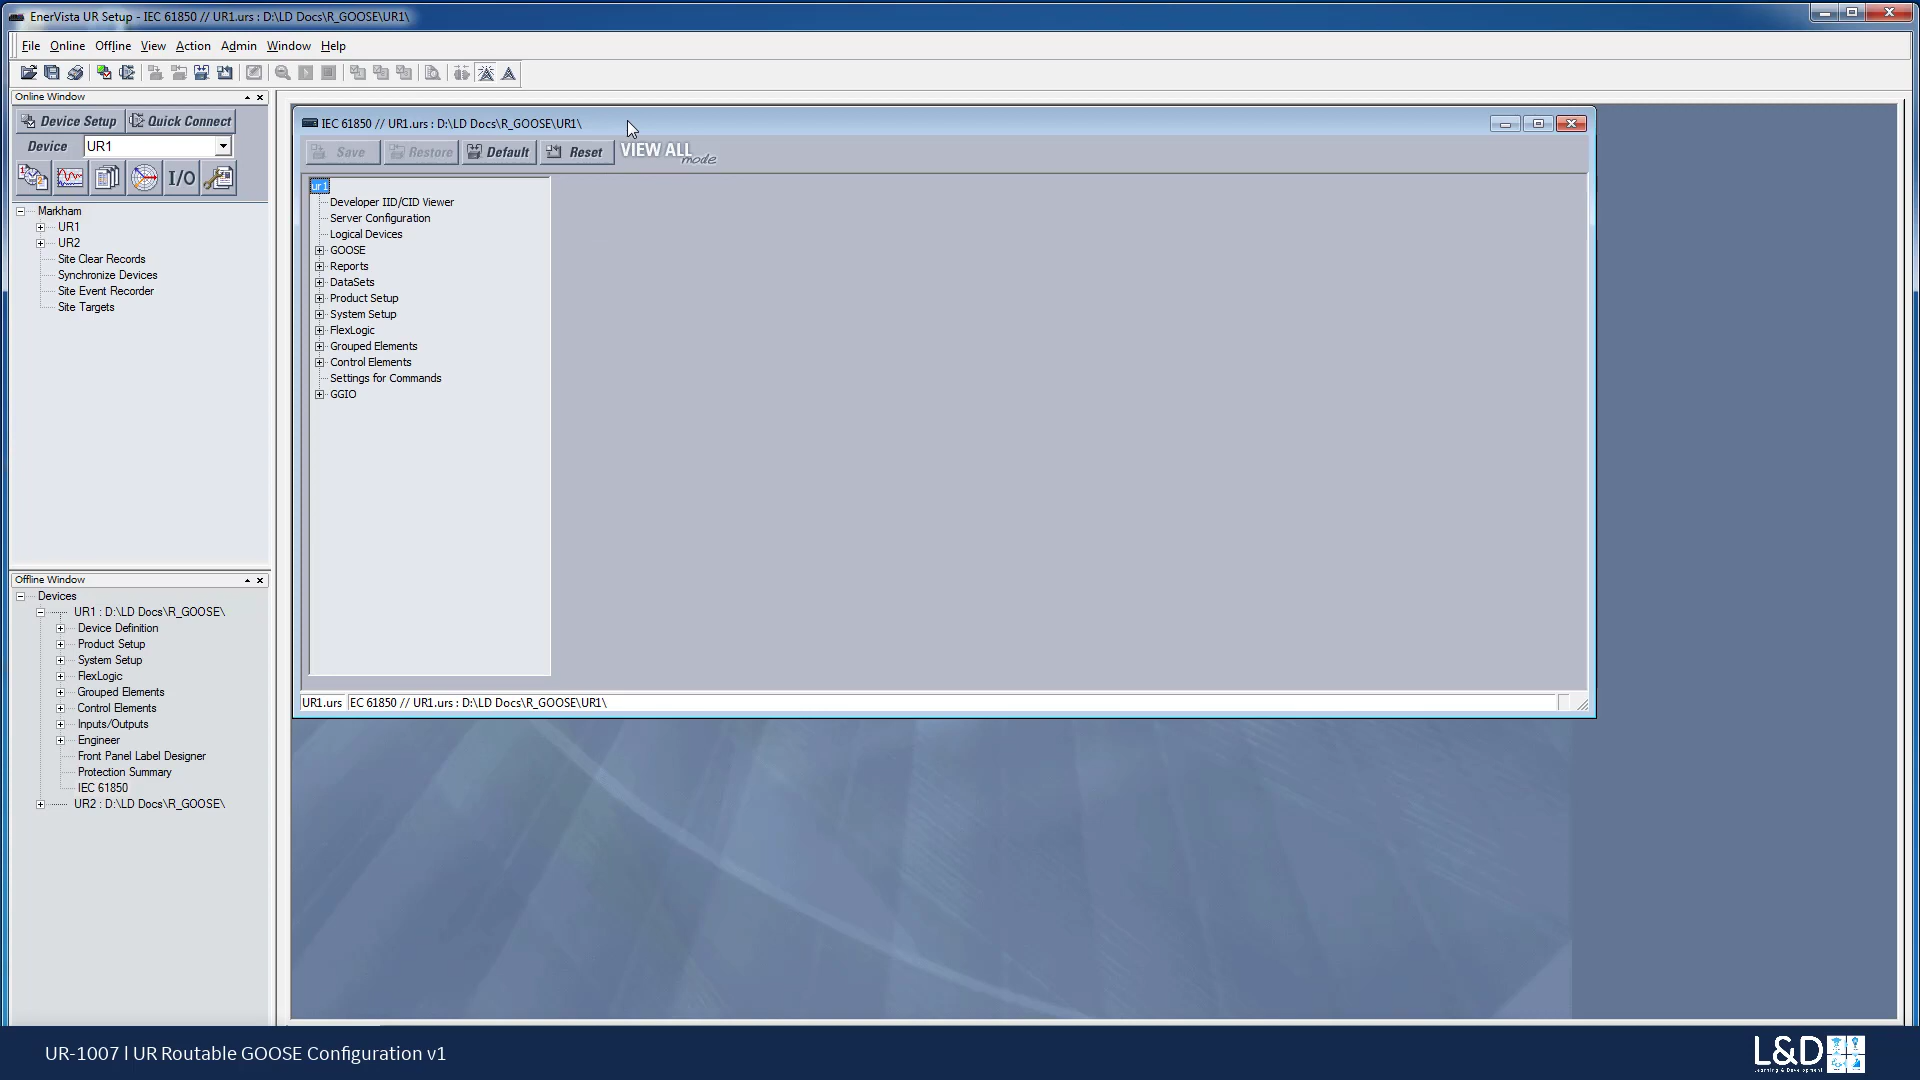 EnerVista UR Setup - IEC 61850 // UR1.urs : D:\LD Docs\R_GOOSE\UR1\
File Online Offline View Action Admin Window Help
Online Window
Device Setup Quick Connect
Device UR1
I/O
Markham
UR1
UR2
Site Clear Records
Synchronize Devices
Site Event Recorder
Site Targets
Offline Window
Devices
UR1 : D:\LD Docs\R_GOOSE\
Device Definition
Product Setup
System Setup
FlexLogic
Grouped Elements
Control Elements
Inputs/Outputs
Engineer
Front Panel Label Designer
Protection Summary
IEC 61850
UR2 : D:\LD Docs\R_GOOSE\
IEC 61850 // UR1.urs : D:\LD Docs\R_GOOSE\UR1\
Save Restore Default Reset VIEW ALL mode
ur1
Developer IID/CID Viewer
Server Configuration
Logical Devices
GOOSE
Reports
DataSets
Product Setup
System Setup
FlexLogic
Grouped Elements
Control Elements
Settings for Commands
GGIO
UR1.urs EC 61850 // UR1.urs : D:\LD Docs\R_GOOSE\UR1\
UR-1007 l UR Routable GOOSE Configuration v1
L&D
Learning & Development